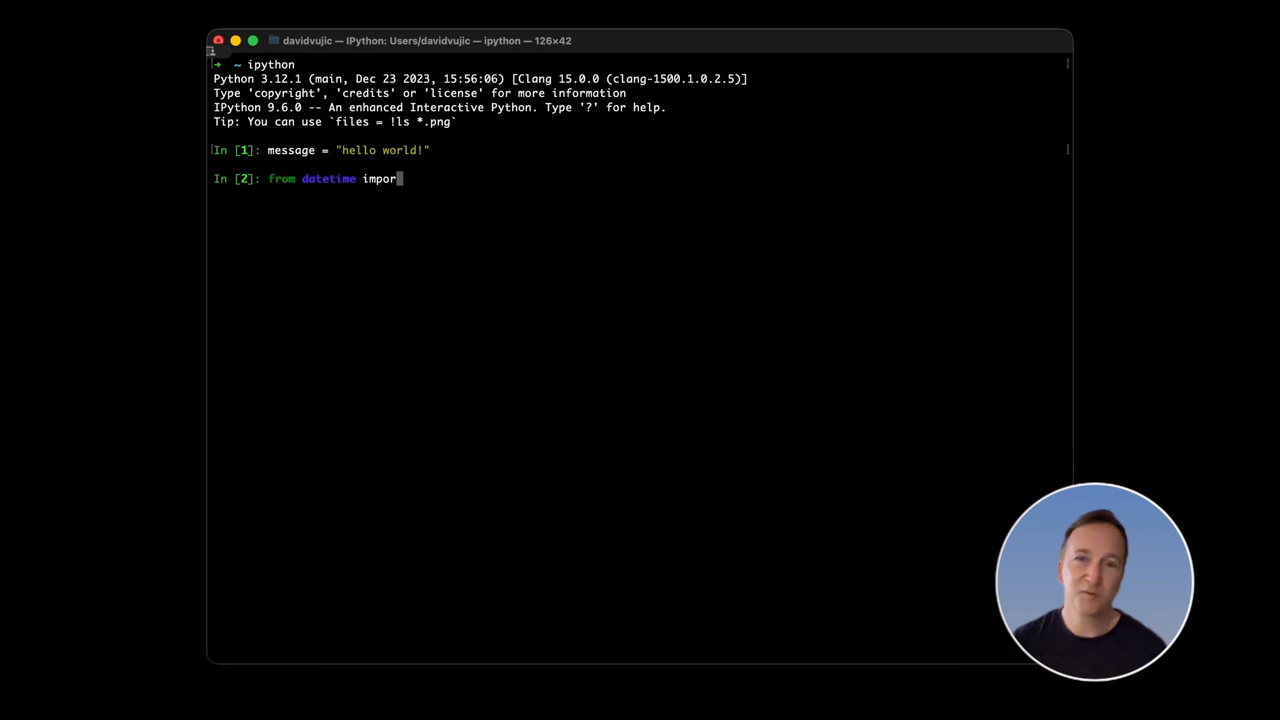 davidvujic — IPython: Users/davidvujic — ipython — 126×42
→ ~ ipython
Python 3.12.1 (main, Dec 23 2023, 15:56:06) [Clang 15.0.0 (clang-1500.1.0.2.5)]
Type 'copyright', 'credits' or 'license' for more information
IPython 9.6.0 -- An enhanced Interactive Python. Type '?' for help.
Tip: You can use `files = !ls *.png`
In [1]: message = "hello world!"
In [2]: from datetime impor